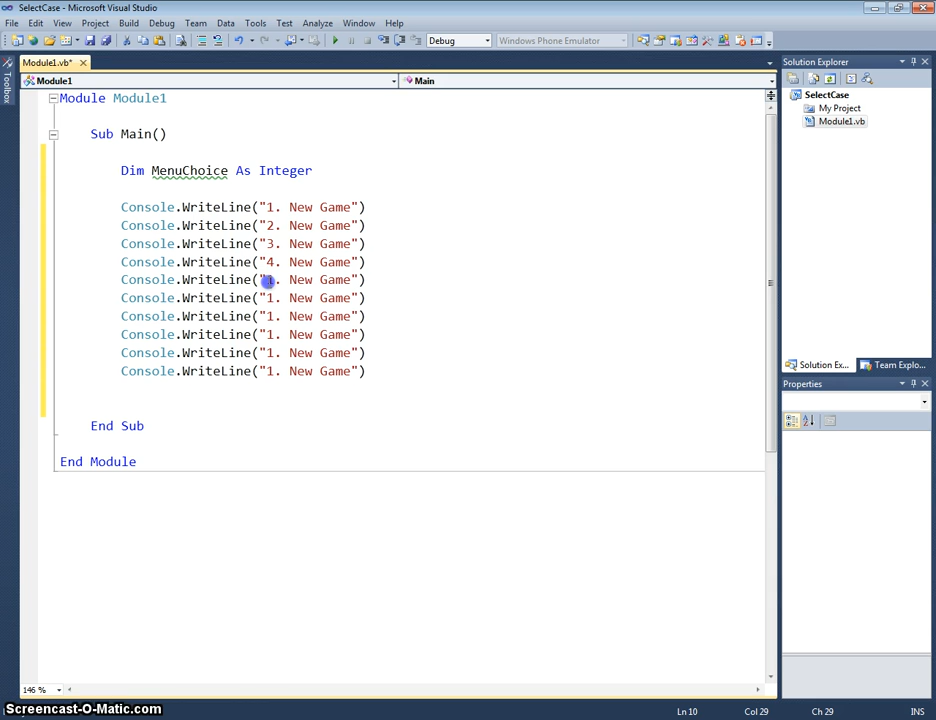 SelectCase - Microsoft Visual Studio
File Edit View Project Build Debug Team Data Tools Test Analyze Window Help
Debug Windows Phone Emulator
Toolbox
Module1.vb*
Module1 Main
Module Module1
Sub Main()
Dim MenuChoice As Integer
Console.WriteLine("1. New Game")
Console.WriteLine("2. New Game")
Console.WriteLine("3. New Game")
Console.WriteLine("4. New Game")
Console.WriteLine("1. New Game")
Console.WriteLine("1. New Game")
Console.WriteLine("1. New Game")
Console.WriteLine("1. New Game")
Console.WriteLine("1. New Game")
Console.WriteLine("1. New Game")
End Sub
End Module
146 %
Solution Explorer
SelectCase
My Project
Module1.vb
Solution Ex... Team Explo...
Properties
Screencast-O-Matic.com
Ln 10 Col 29 Ch 29 INS